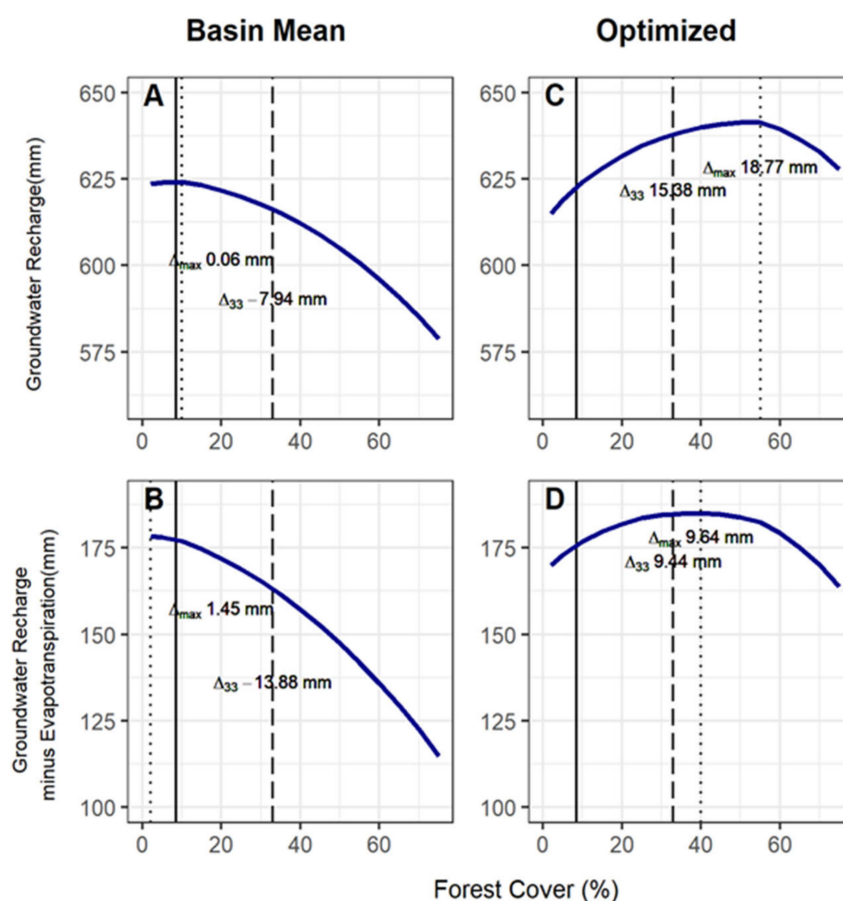 Basin Mean
Optimized
Groundwater Recharge(mm)
A
650
625
600
575
Δmax 0.06 mm
Δ33 −7.94 mm
0 20 40 60
C
650
625
600
575
Δmax 18.77 mm
Δ33 15.38 mm
0 20 40 60
Groundwater Recharge
minus Evapotranspiration(mm)
B
175
150
125
100
Δmax 1.45 mm
Δ33 −13.88 mm
0 20 40 60
D
175
150
125
100
Δmax 9.64 mm
Δ33 9.44 mm
0 20 40 60
Forest Cover (%)